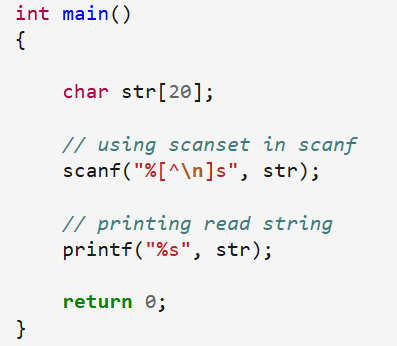 int main()
{
char str[20];
// using scanset in scanf
scanf("%[^\n]s", str);
// printing read string
printf("%s", str);
return 0;
}